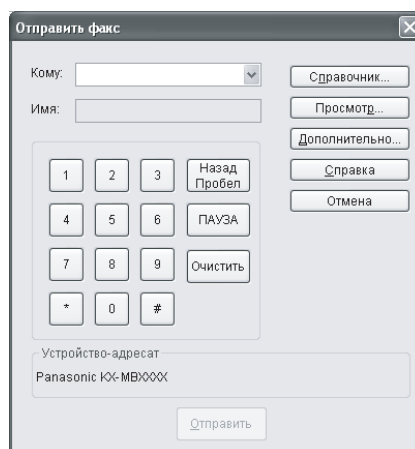 Отправить факс
Кому:
Справочник...
Имя:
Просмотр...
Дополнительно...
Справка
Отмена
1 2 3 Назад
Пробел
4 5 6 ПАУЗА
7 8 9 Очистить
* 0 #
Устройство-адресат
Panasonic KX-MBXXXX
Отправить